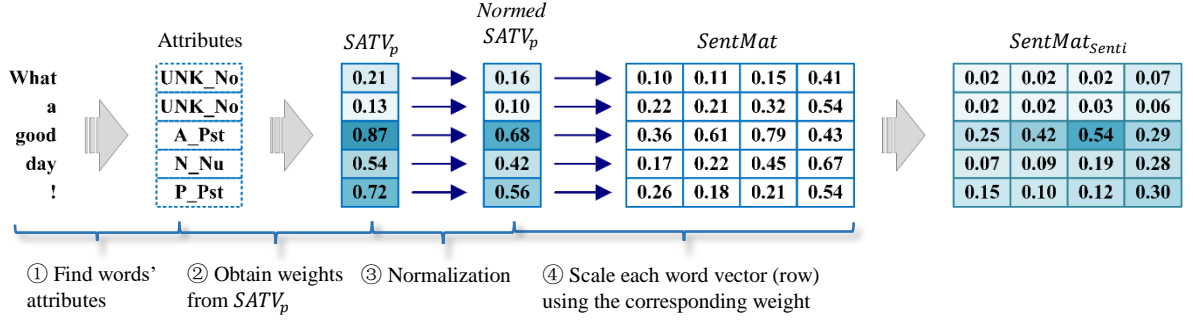 Attributes
SATVp
Normed
SATVp
SentMat
SentMatSenti
What UNK_No 0.21 0.16 0.10 0.11 0.15 0.41 0.02 0.02 0.02 0.07
a UNK_No 0.13 0.10 0.22 0.21 0.32 0.54 0.02 0.02 0.03 0.06
good A_Pst 0.87 0.68 0.36 0.61 0.79 0.43 0.25 0.42 0.54 0.29
day N_Nu 0.54 0.42 0.17 0.22 0.45 0.67 0.07 0.09 0.19 0.28
! P_Pst 0.72 0.56 0.26 0.18 0.21 0.54 0.15 0.10 0.12 0.30
① Find words’
attributes
② Obtain weights
from SATVp
③ Normalization
④ Scale each word vector (row)
using the corresponding weight